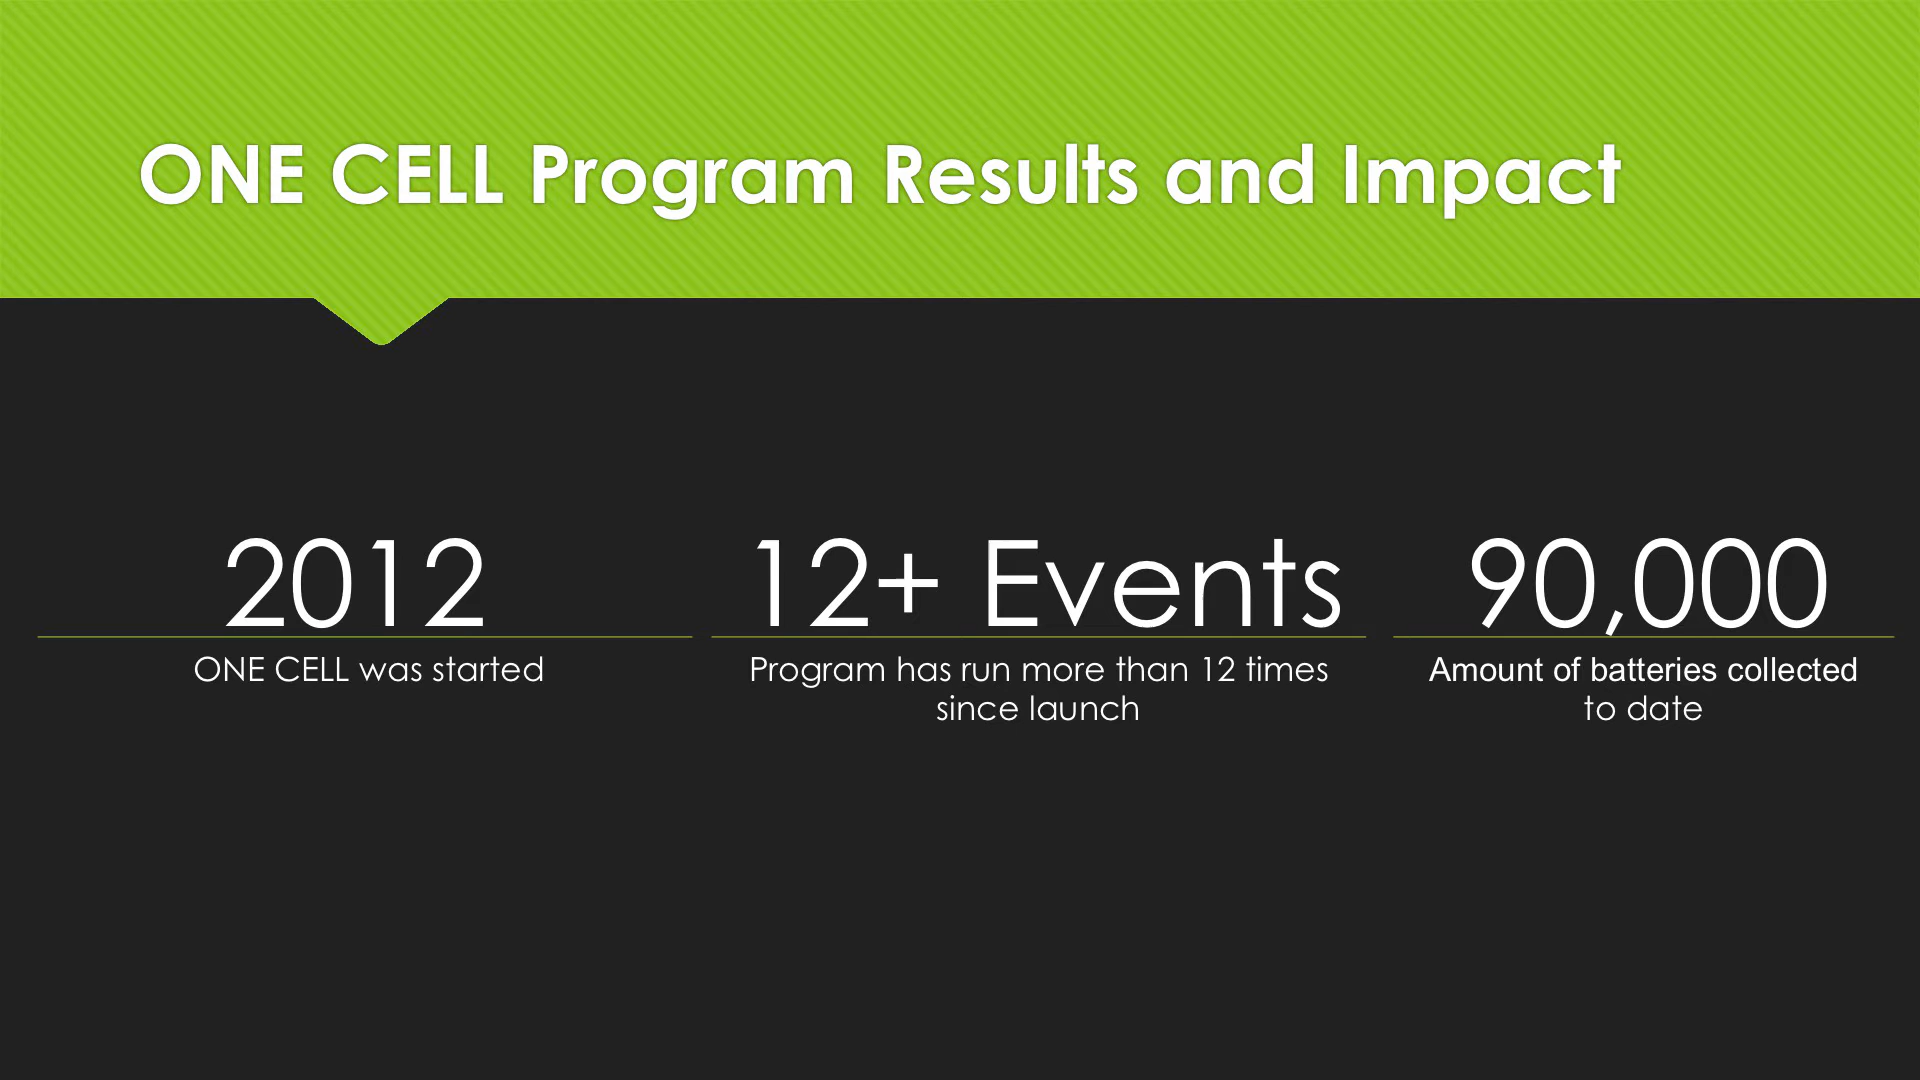 ONE CELL Program Results and Impact
2012
ONE CELL was started
12+ Events
Program has run more than 12 times
since launch
90,000
Amount of batteries collected
to date